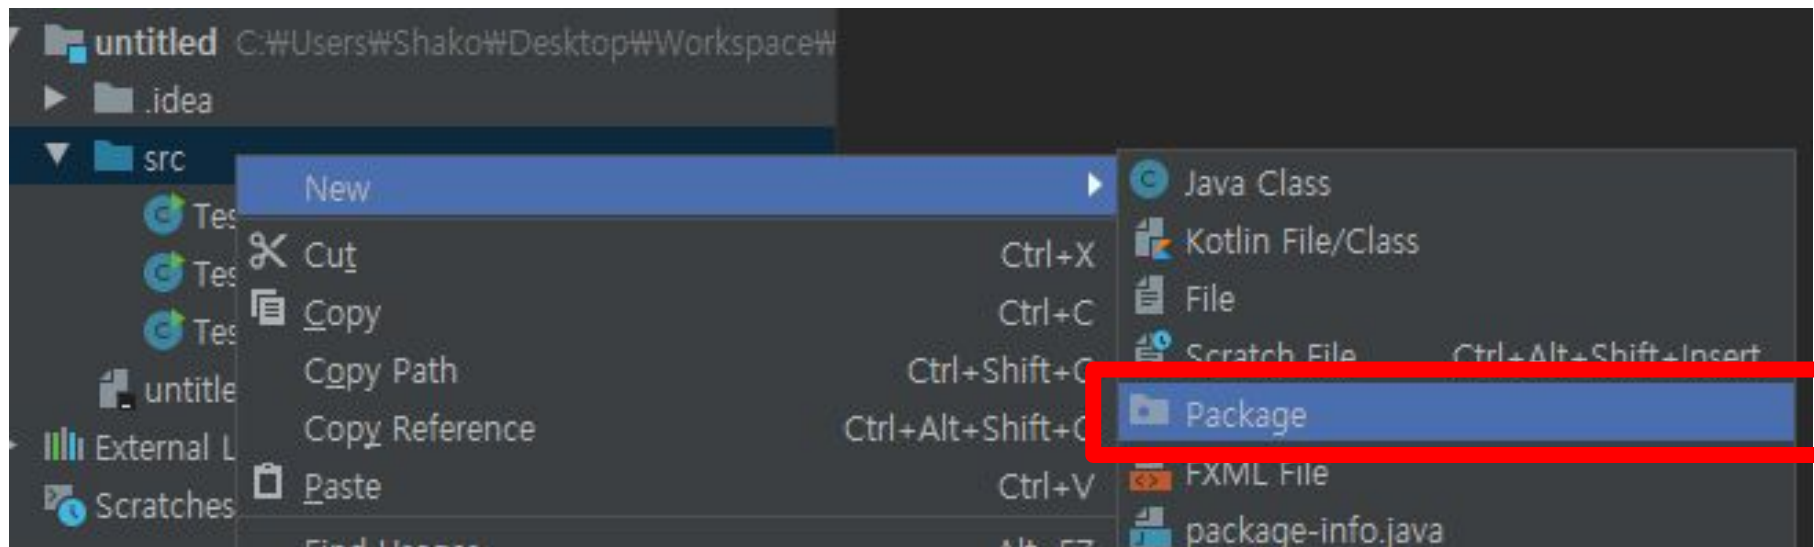 untitled C:₩Users₩Shako₩Desktop₩Workspace₩
.idea
src
New
Cut Ctrl+X
Copy Ctrl+C
Copy Path
Copy Reference
Paste Ctrl+V
External
Scratches
Java Class
Kotlin File/Class
File
Scratch File Ctrl+Alt+Shift+Insert
Package
FXML File
package-info.java